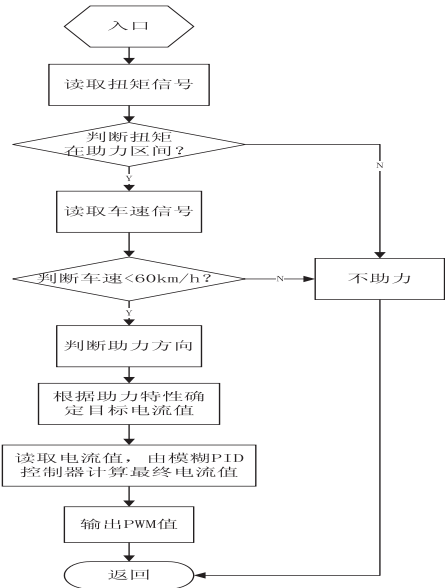 入口
读取扭矩信号
判断扭矩
在助力区间?
N
Y
读取车速信号
判断车速<60km/h?
N
不助力
Y
判断助力方向
根据助力特性确
定目标电流值
读取电流值，由模糊PID
控制器计算最终电流值
输出PWM值
返回